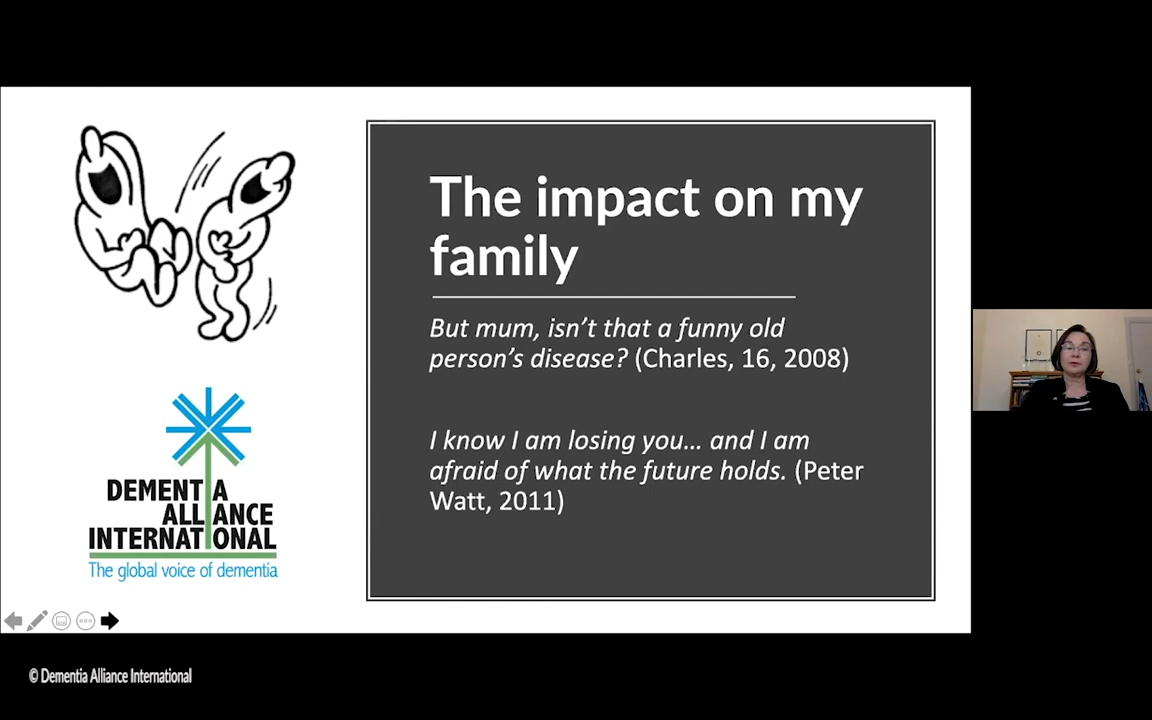 The impact on my
family
But mum, isn't that a funny old
person's disease? (Charles, 16, 2008)
I know I am losing you... and I am
afraid of what the future holds. (Peter
Watt, 2011)
DEMENTIA
ALLIANCE
INTERNATIONAL
The global voice of dementia
© Dementia Alliance International